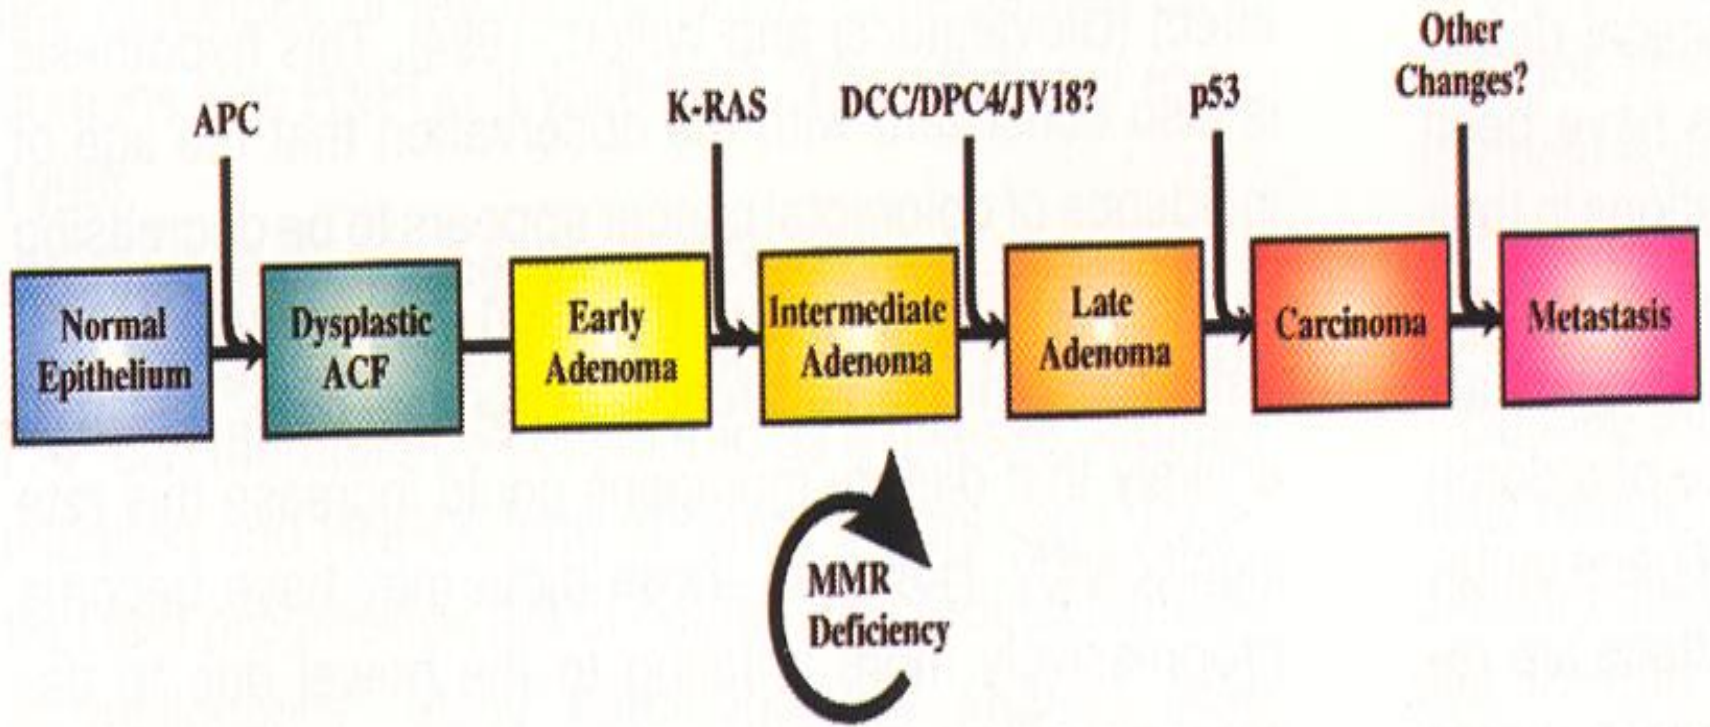 Other
Changes?
APC
K-RAS
DCC/DPC4/JV18?
p53
Normal
Epithelium
Dysplastic
ACF
Early
Adenoma
Intermediate
Adenoma
Late
Adenoma
Carcinoma
Metastasis
MMR
Deficiency